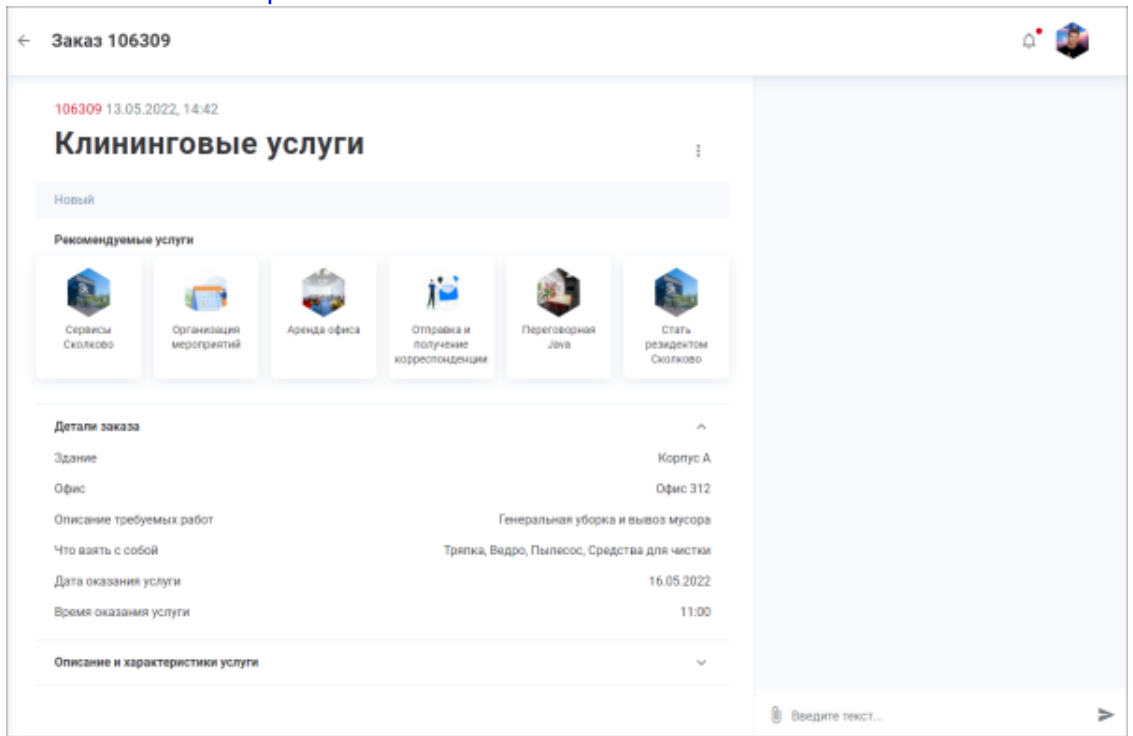 Заказ 106309
106309 13.05.2022, 14:42
Клининговые услуги
Новый
Рекомендуемые услуги
Сервисы
Сколково
Организация
мероприятий
Аренда офиса
Отправка и
получение
корреспонденции
Переговорная
Java
Стать
резидентом
Сколково
Детали заказа
Здание Корпус А
Офис Офис 312
Описание требуемых работ Генеральная уборка и вывоз мусора
Что взять с собой Тряпка, Ведро, Пылесос, Средства для чистки
Дата оказания услуги 16.05.2022
Время оказания услуги 11:00
Описание и характеристики услуги
Введите текст...